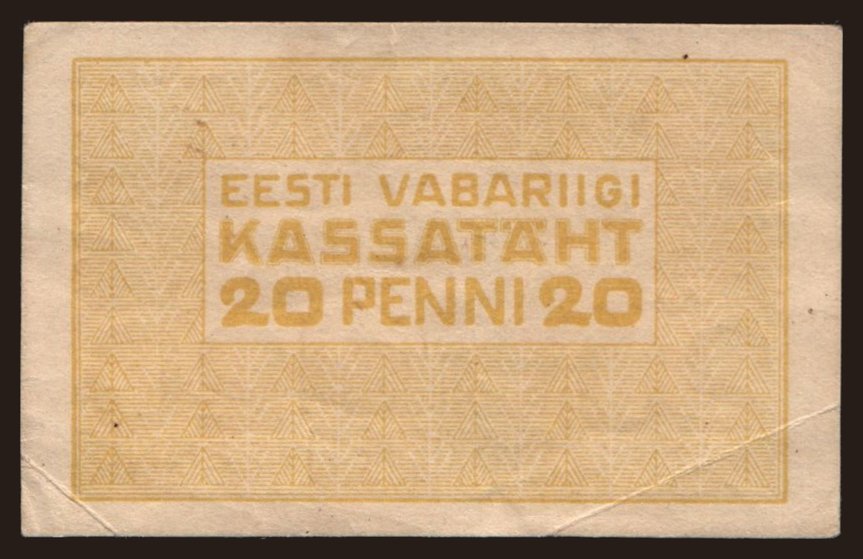 EESTI VABARIIGI
KASSATÄHT
20 PENNI 20